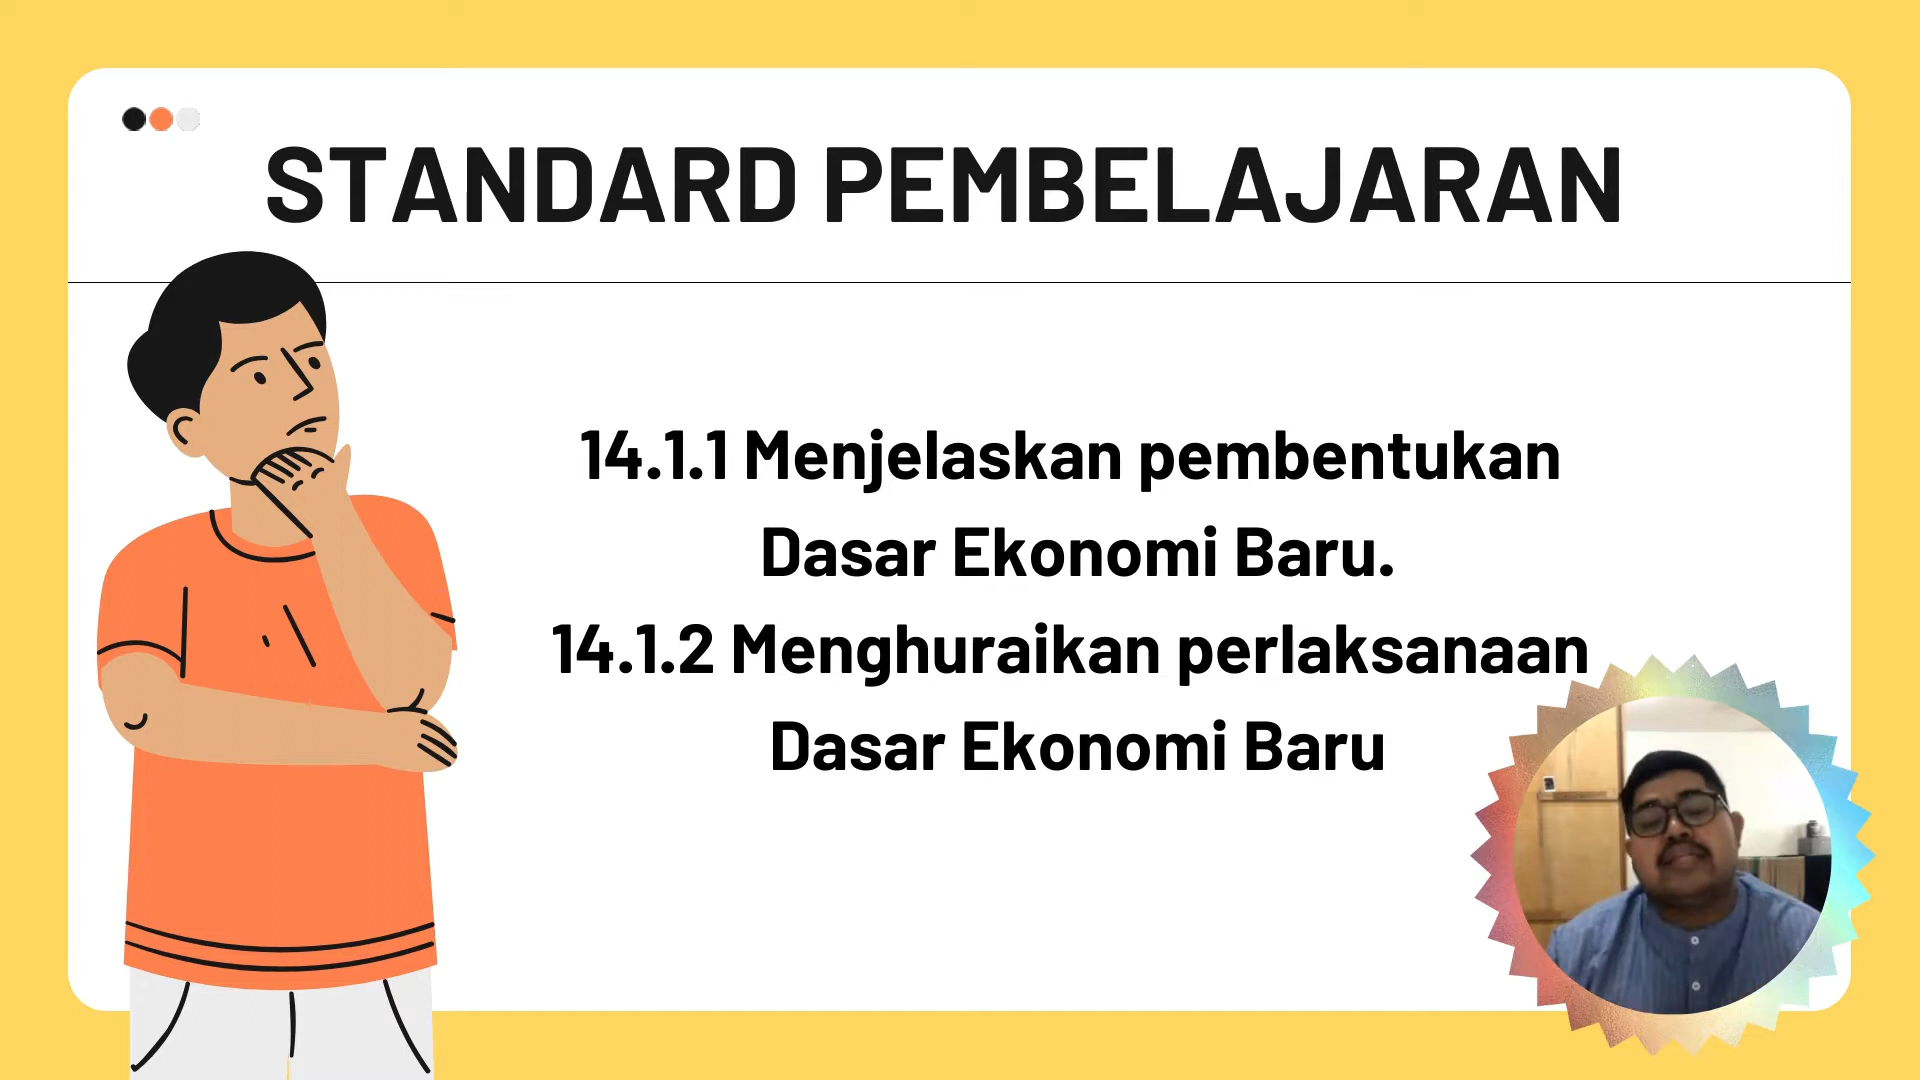 STANDARD PEMBELAJARAN
14.1.1 Menjelaskan pembentukan
Dasar Ekonomi Baru.
14.1.2 Menghuraikan perlaksanaan
Dasar Ekonomi Baru